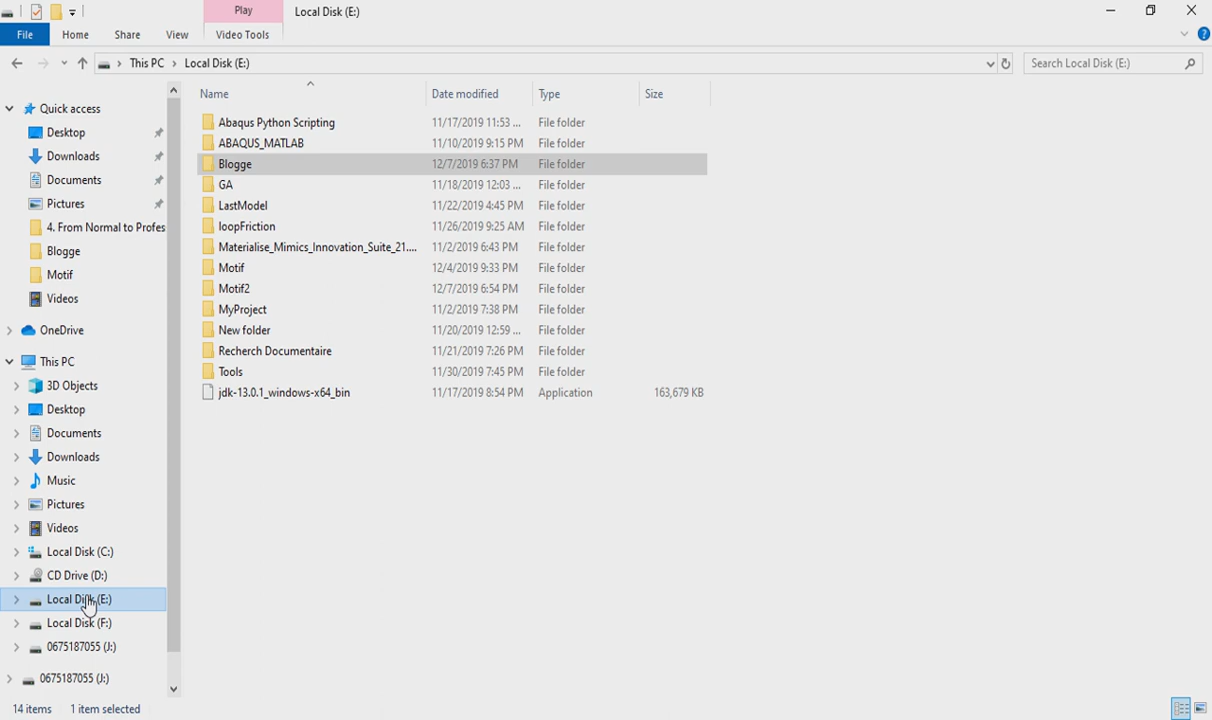 Play
Local Disk (E:)
File
Home
Share
View
Video Tools
This PC
Local Disk (E:)
Search Local Disk (E:)
Name
Date modified
Type
Size
Quick access
Desktop
Downloads
Documents
Pictures
4. From Normal to Profes
Blogge
Motif
Videos
OneDrive
This PC
3D Objects
Desktop
Documents
Downloads
Music
Pictures
Videos
Local Disk (C:)
CD Drive (D:)
Local Disk (E:)
Local Disk (F:)
0675187055 (J:)
0675187055 (J:)
Abaqus Python Scripting 11/17/2019 11:53 ... File folder
ABAQUS_MATLAB 11/10/2019 9:15 PM File folder
Blogge 12/7/2019 6:37 PM File folder
GA 11/18/2019 12:03 ... File folder
LastModel 11/22/2019 4:45 PM File folder
loopFriction 11/26/2019 9:25 AM File folder
Materialise_Mimics_Innovation_Suite_21.... 11/2/2019 6:43 PM File folder
Motif 12/4/2019 9:33 PM File folder
Motif2 12/7/2019 6:54 PM File folder
MyProject 11/2/2019 7:38 PM File folder
New folder 11/20/2019 12:59 ... File folder
Recherch Documentaire 11/21/2019 7:26 PM File folder
Tools 11/30/2019 7:45 PM File folder
jdk-13.0.1_windows-x64_bin 11/17/2019 8:54 PM Application 163,679 KB
14 items 1 item selected